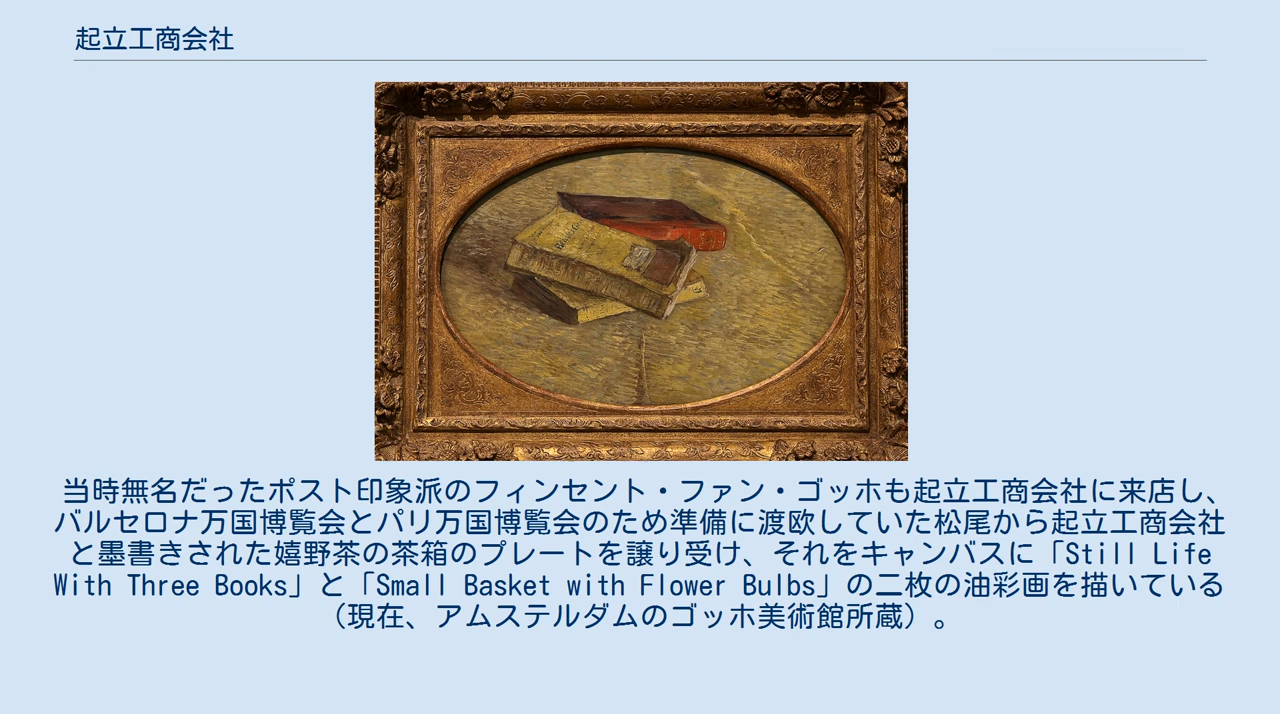 起立工商会社
当時無名だったポスト印象派のフィンセント・ファン・ゴッホも起立工商会社に来店し、
バルセロナ万国博覧会とパリ万国博覧会のため準備に渡欧していた松尾から起立工商会社
と墨書きされた嬉野茶の茶箱のプレートを譲り受け、それをキャンバスに「Still Life
With Three Books」と「Small Basket with Flower Bulbs」の二枚の油彩画を描いている
（現在、アムステルダムのゴッホ美術館所蔵）。